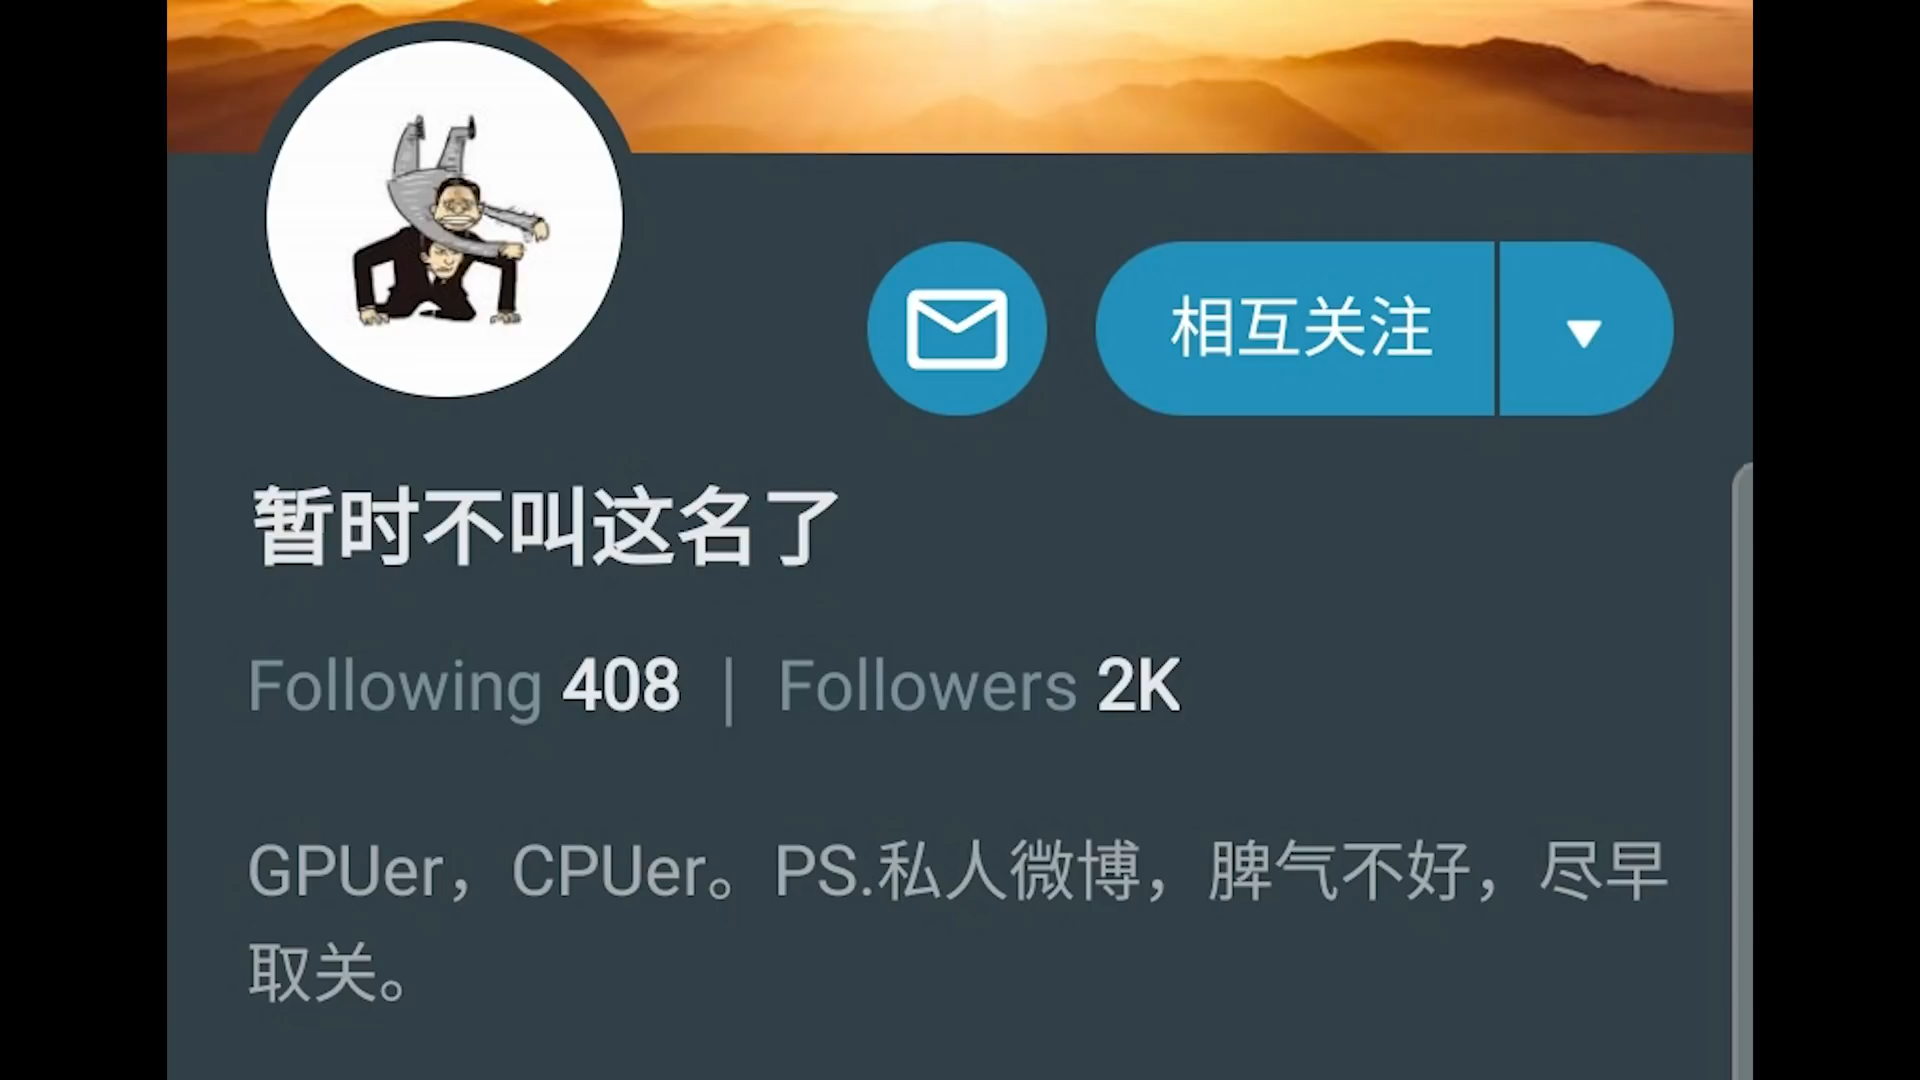 相互关注
暂时不叫这名了
Following 408 | Followers 2K
GPUer，CPUer。PS.私人微博，脾气不好，尽早
取关。